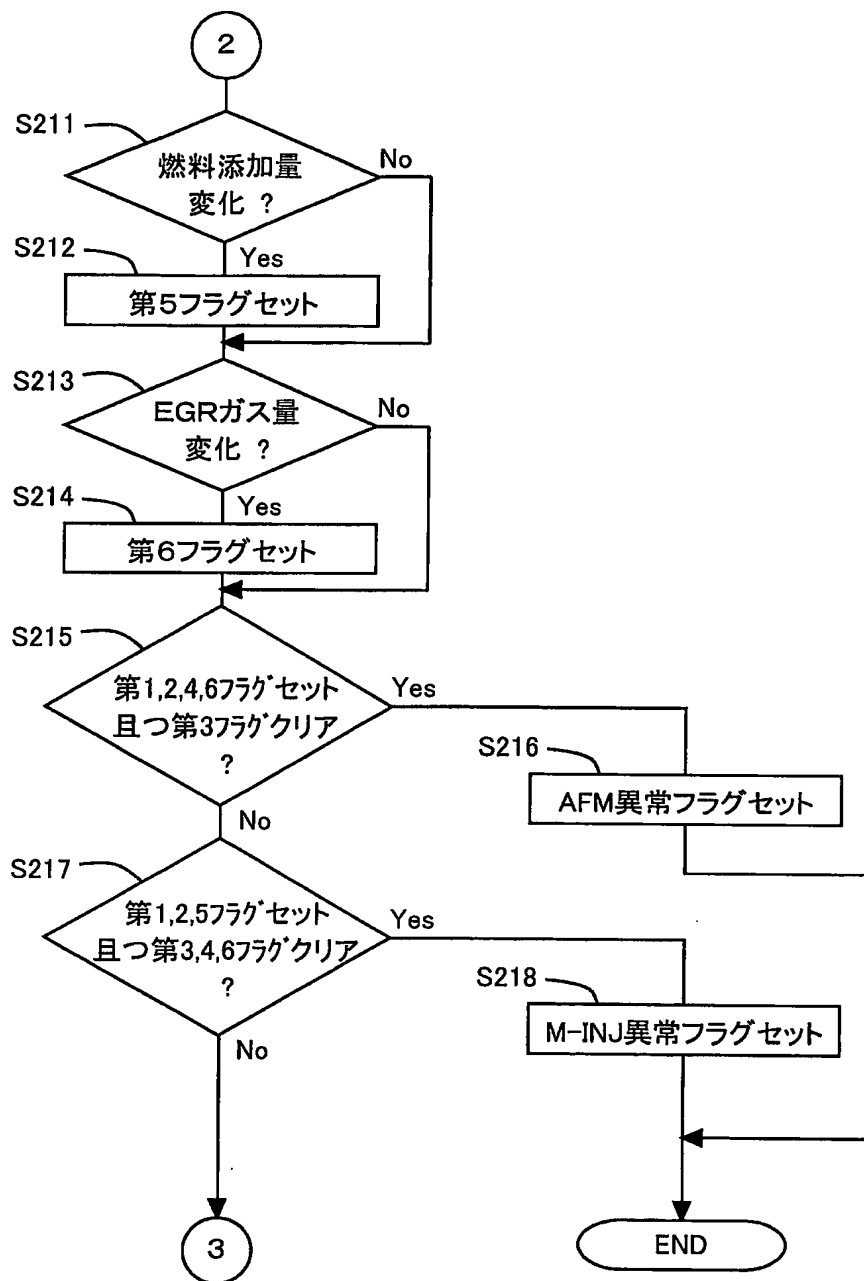 2
S211
燃料添加量
変化 ?
No
Yes
S212
第5フラグセット
S213
EGRガス量
変化 ?
No
Yes
S214
第6フラグセット
S215
第1,2,4,6フラグセット
且つ第3フラグクリア
?
Yes
No
S216
AFM異常フラグセット
S217
第1,2,5フラグセット
且つ第3,4,6フラグクリア
?
Yes
No
S218
M-INJ異常フラグセット
3
END